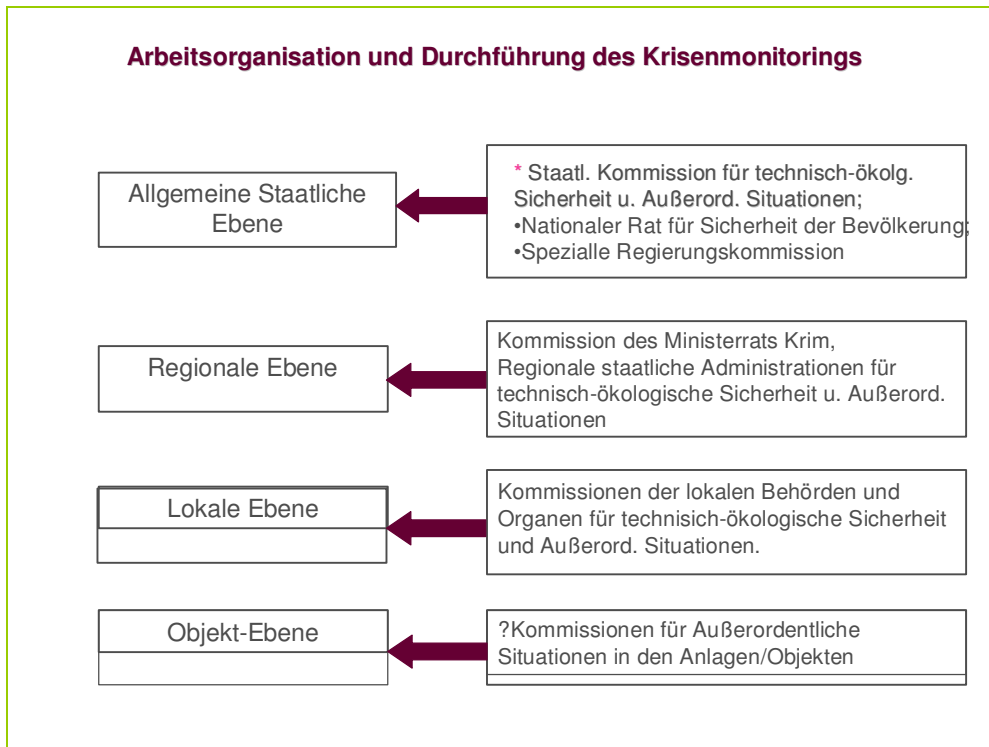 Arbeitsorganisation und Durchführung des Krisenmonitorings
Allgemeine Staatliche
Ebene
* Staatl. Kommission für technisch-ökolg.
Sicherheit u. Außerord. Situationen;
•Nationaler Rat für Sicherheit der Bevölkerung;
•Spezialle Regierungskommission
Regionale Ebene
Kommission des Ministerrats Krim,
Regionale staatliche Administrationen für
technisch-ökologische Sicherheit u. Außerord.
Situationen
Lokale Ebene
Kommissionen der lokalen Behörden und
Organen für technisich-ökologische Sicherheit
und Außerord. Situationen.
Objekt-Ebene
?Kommissionen für Außerordentliche
Situationen in den Anlagen/Objekten